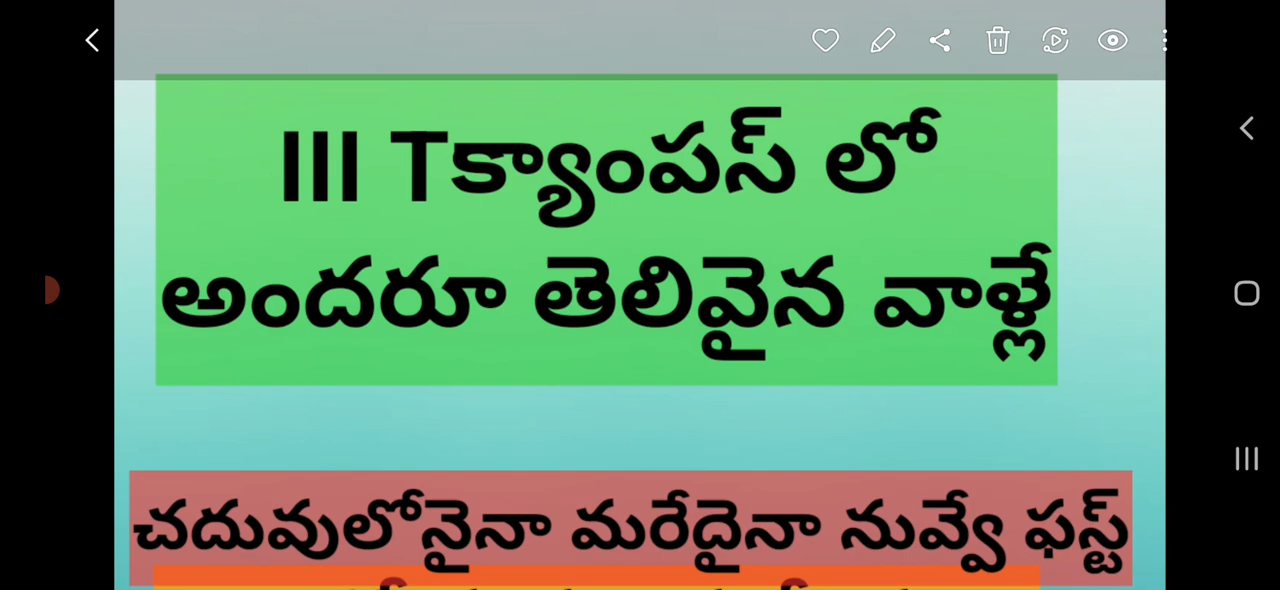 III Tక్యాంపస్ లో
అందరూ తెలివైన వాళ్లే
చదువులోనైనా మరేదైనా నువ్వే ఫస్ట్